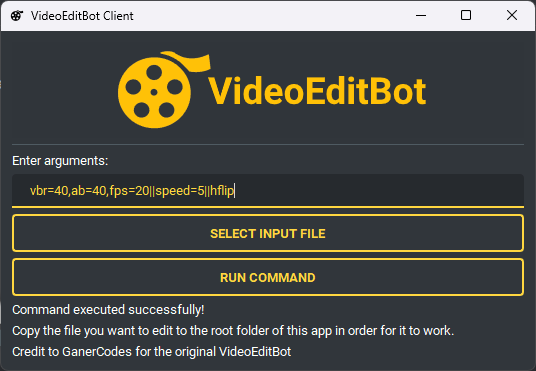 VideoEditBot Client
VideoEditBot
Enter arguments:
vbr=40,ab=40,fps=20||speed=5||hflip
SELECT INPUT FILE
RUN COMMAND
Command executed successfully!
Copy the file you want to edit to the root folder of this app in order for it to work.
Credit to GanerCodes for the original VideoEditBot